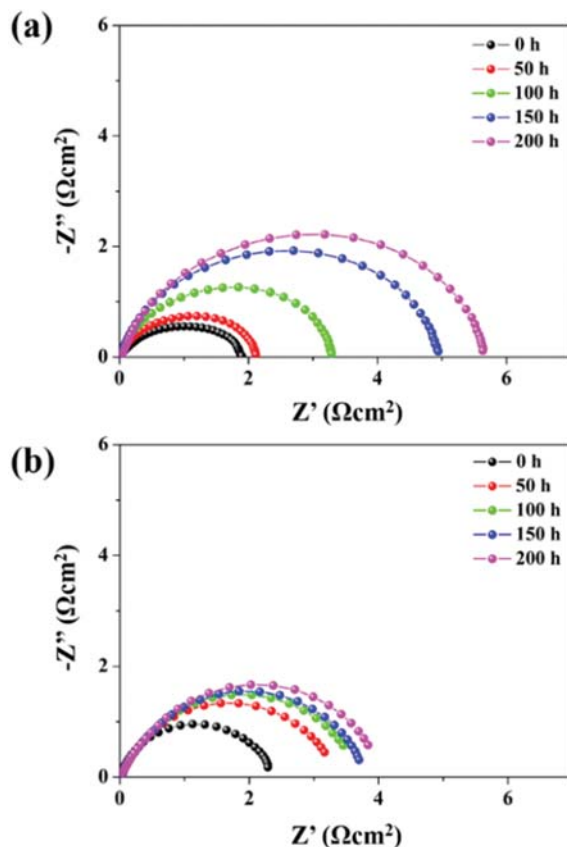 (a)
6
4
2
0
-Z" (Ωcm²)
0 2 4 6
Z' (Ωcm²)
0 h
50 h
100 h
150 h
200 h
(b)
6
4
2
0
-Z" (Ωcm²)
0 2 4 6
Z' (Ωcm²)
0 h
50 h
100 h
150 h
200 h